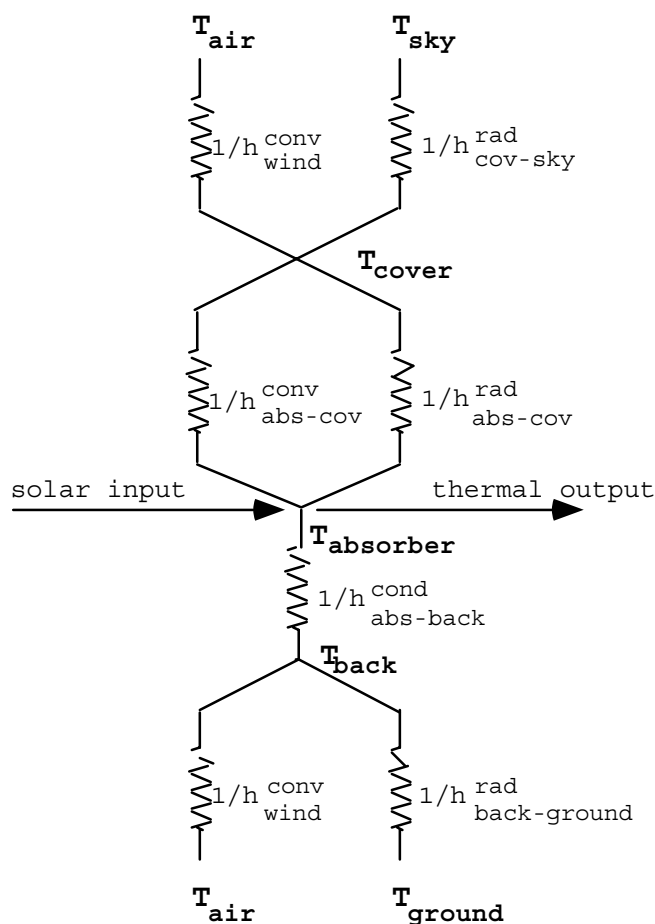 T_air T_sky
1/h conv wind 1/h rad cov-sky
T_cover
1/h conv abs-cov 1/h rad abs-cov
solar input thermal output
T_absorber
1/h cond abs-back
T_back
1/h conv wind 1/h rad back-ground
T_air T_ground